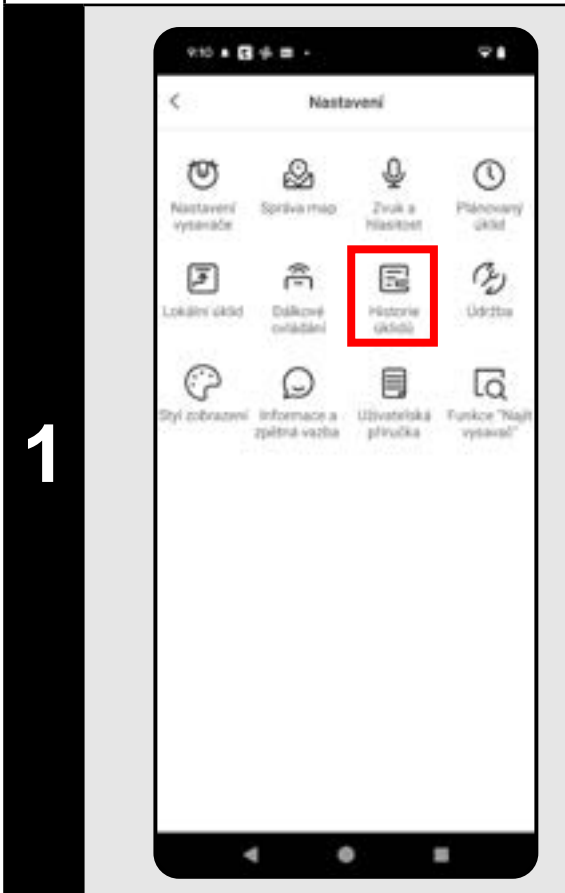 9:10
Nastavení
Nastavení vysavače
Správa map
Zvuk a hlasitost
Plánovaný úklid
Lokální úklid
Dálkové ovládání
Historie úklidů
Údržba
Styl zobrazení
Informace a zpětná vazba
Uživatelská příručka
Funkce "Najít vysavač"
1